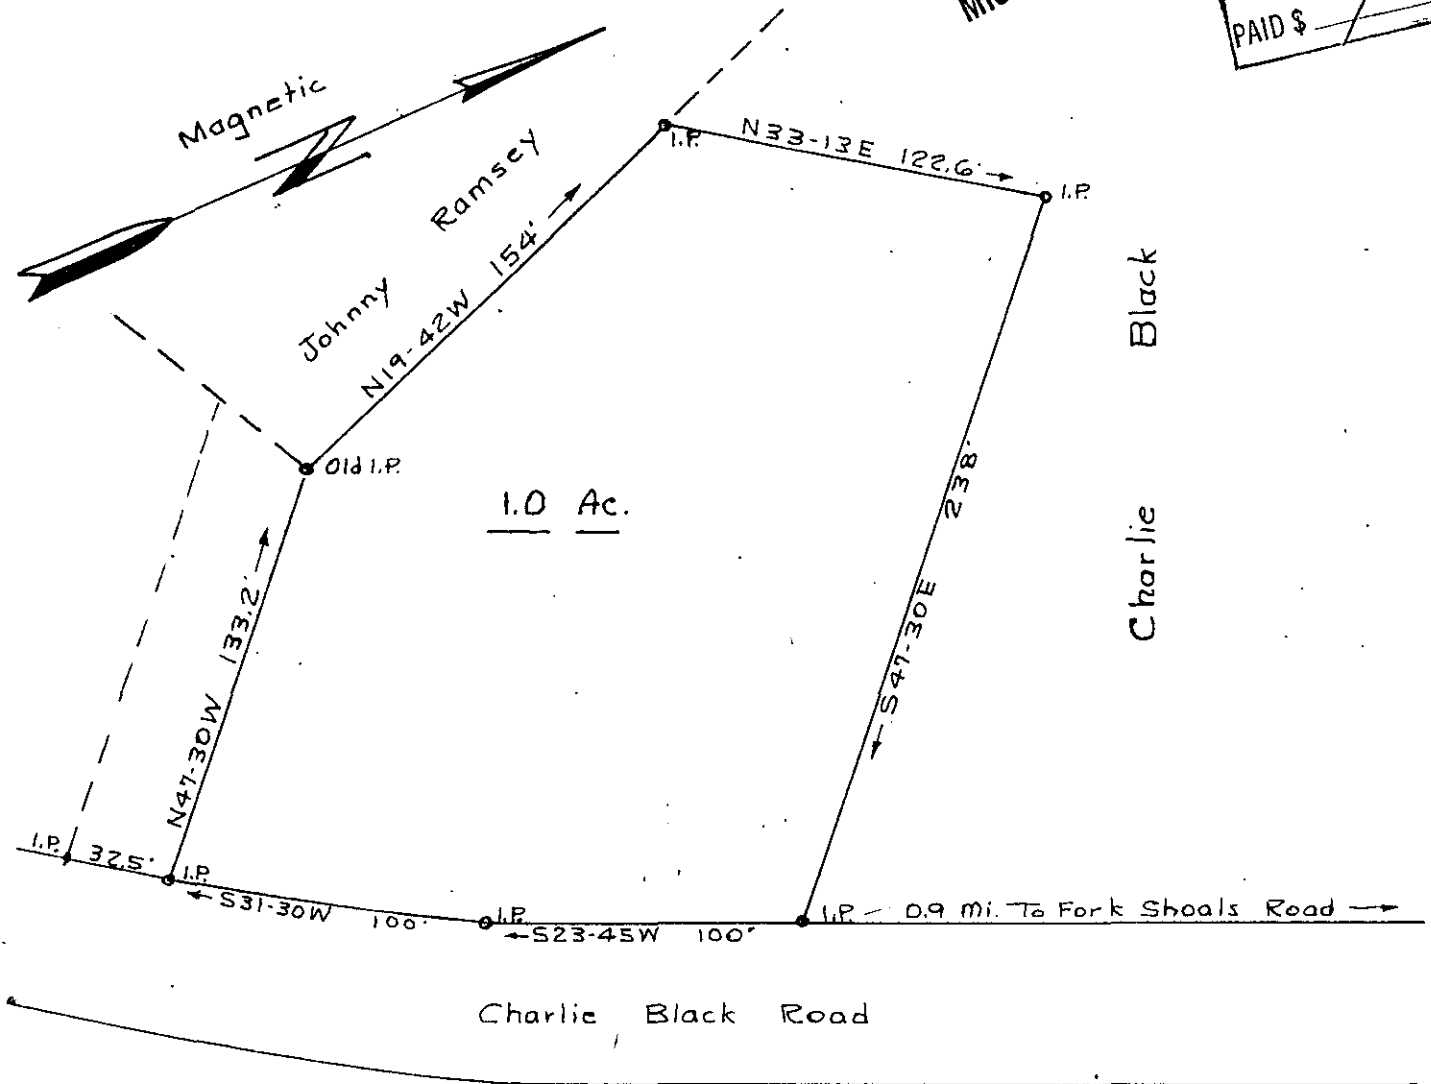 PAID $
Magnetic
Johnny Ramsey
N33-13E 122.6'
I.P.
I.P.
N19-42W 154'
Black
Charlie
Old I.P.
1.0 Ac.
238'
S47-30E
133.2'
N47-30W
I.P.
32.5'
I.P.
S31-30W 100'
I.P.
S23-45W 100'
I.P. - 0.9 Mi. To Fork Shoals Road
Charlie Black Road